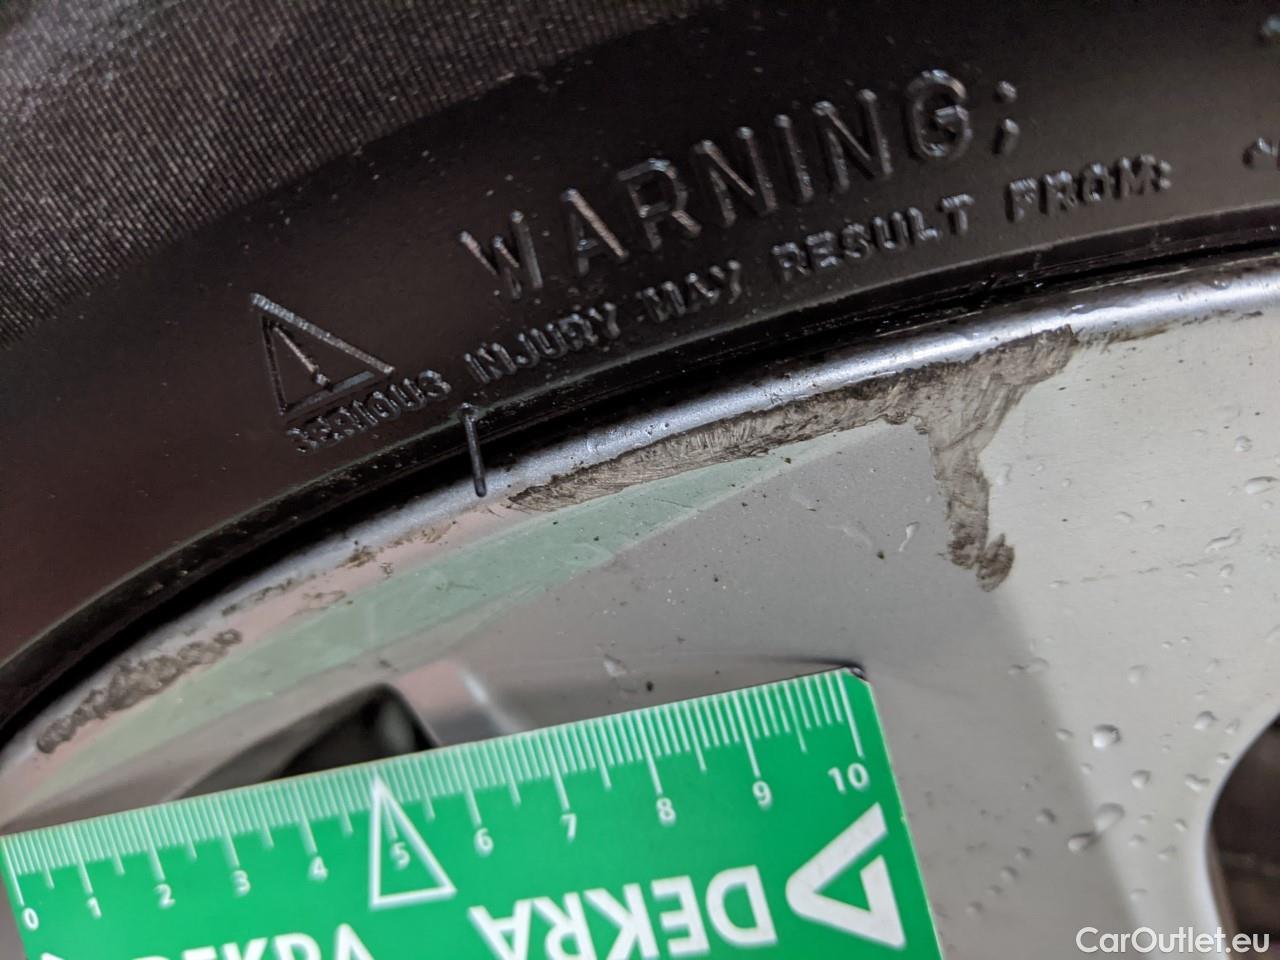 WARNING;
SERIOUS INJURY MAY RESULT FROM:
0 1 2 3 4 5 6 7 8 9 10
DEKRA
DEKRA
CarOutlet.eu